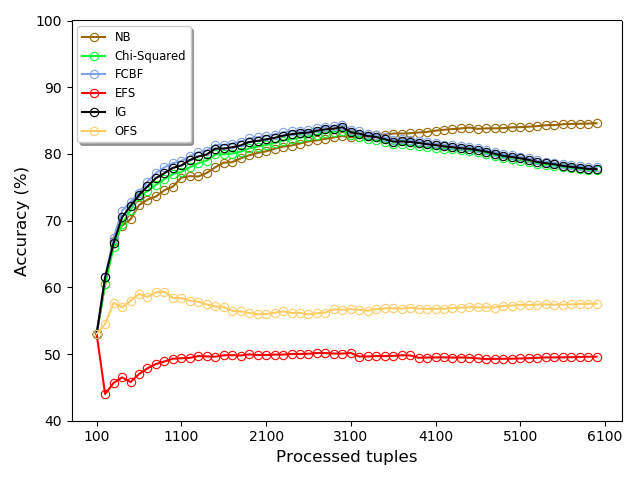 100
90
80
70
60
50
40
Accuracy (%)
NB
Chi-Squared
FCBF
EFS
IG
OFS
100
1100
2100
3100
4100
5100
6100
Processed tuples